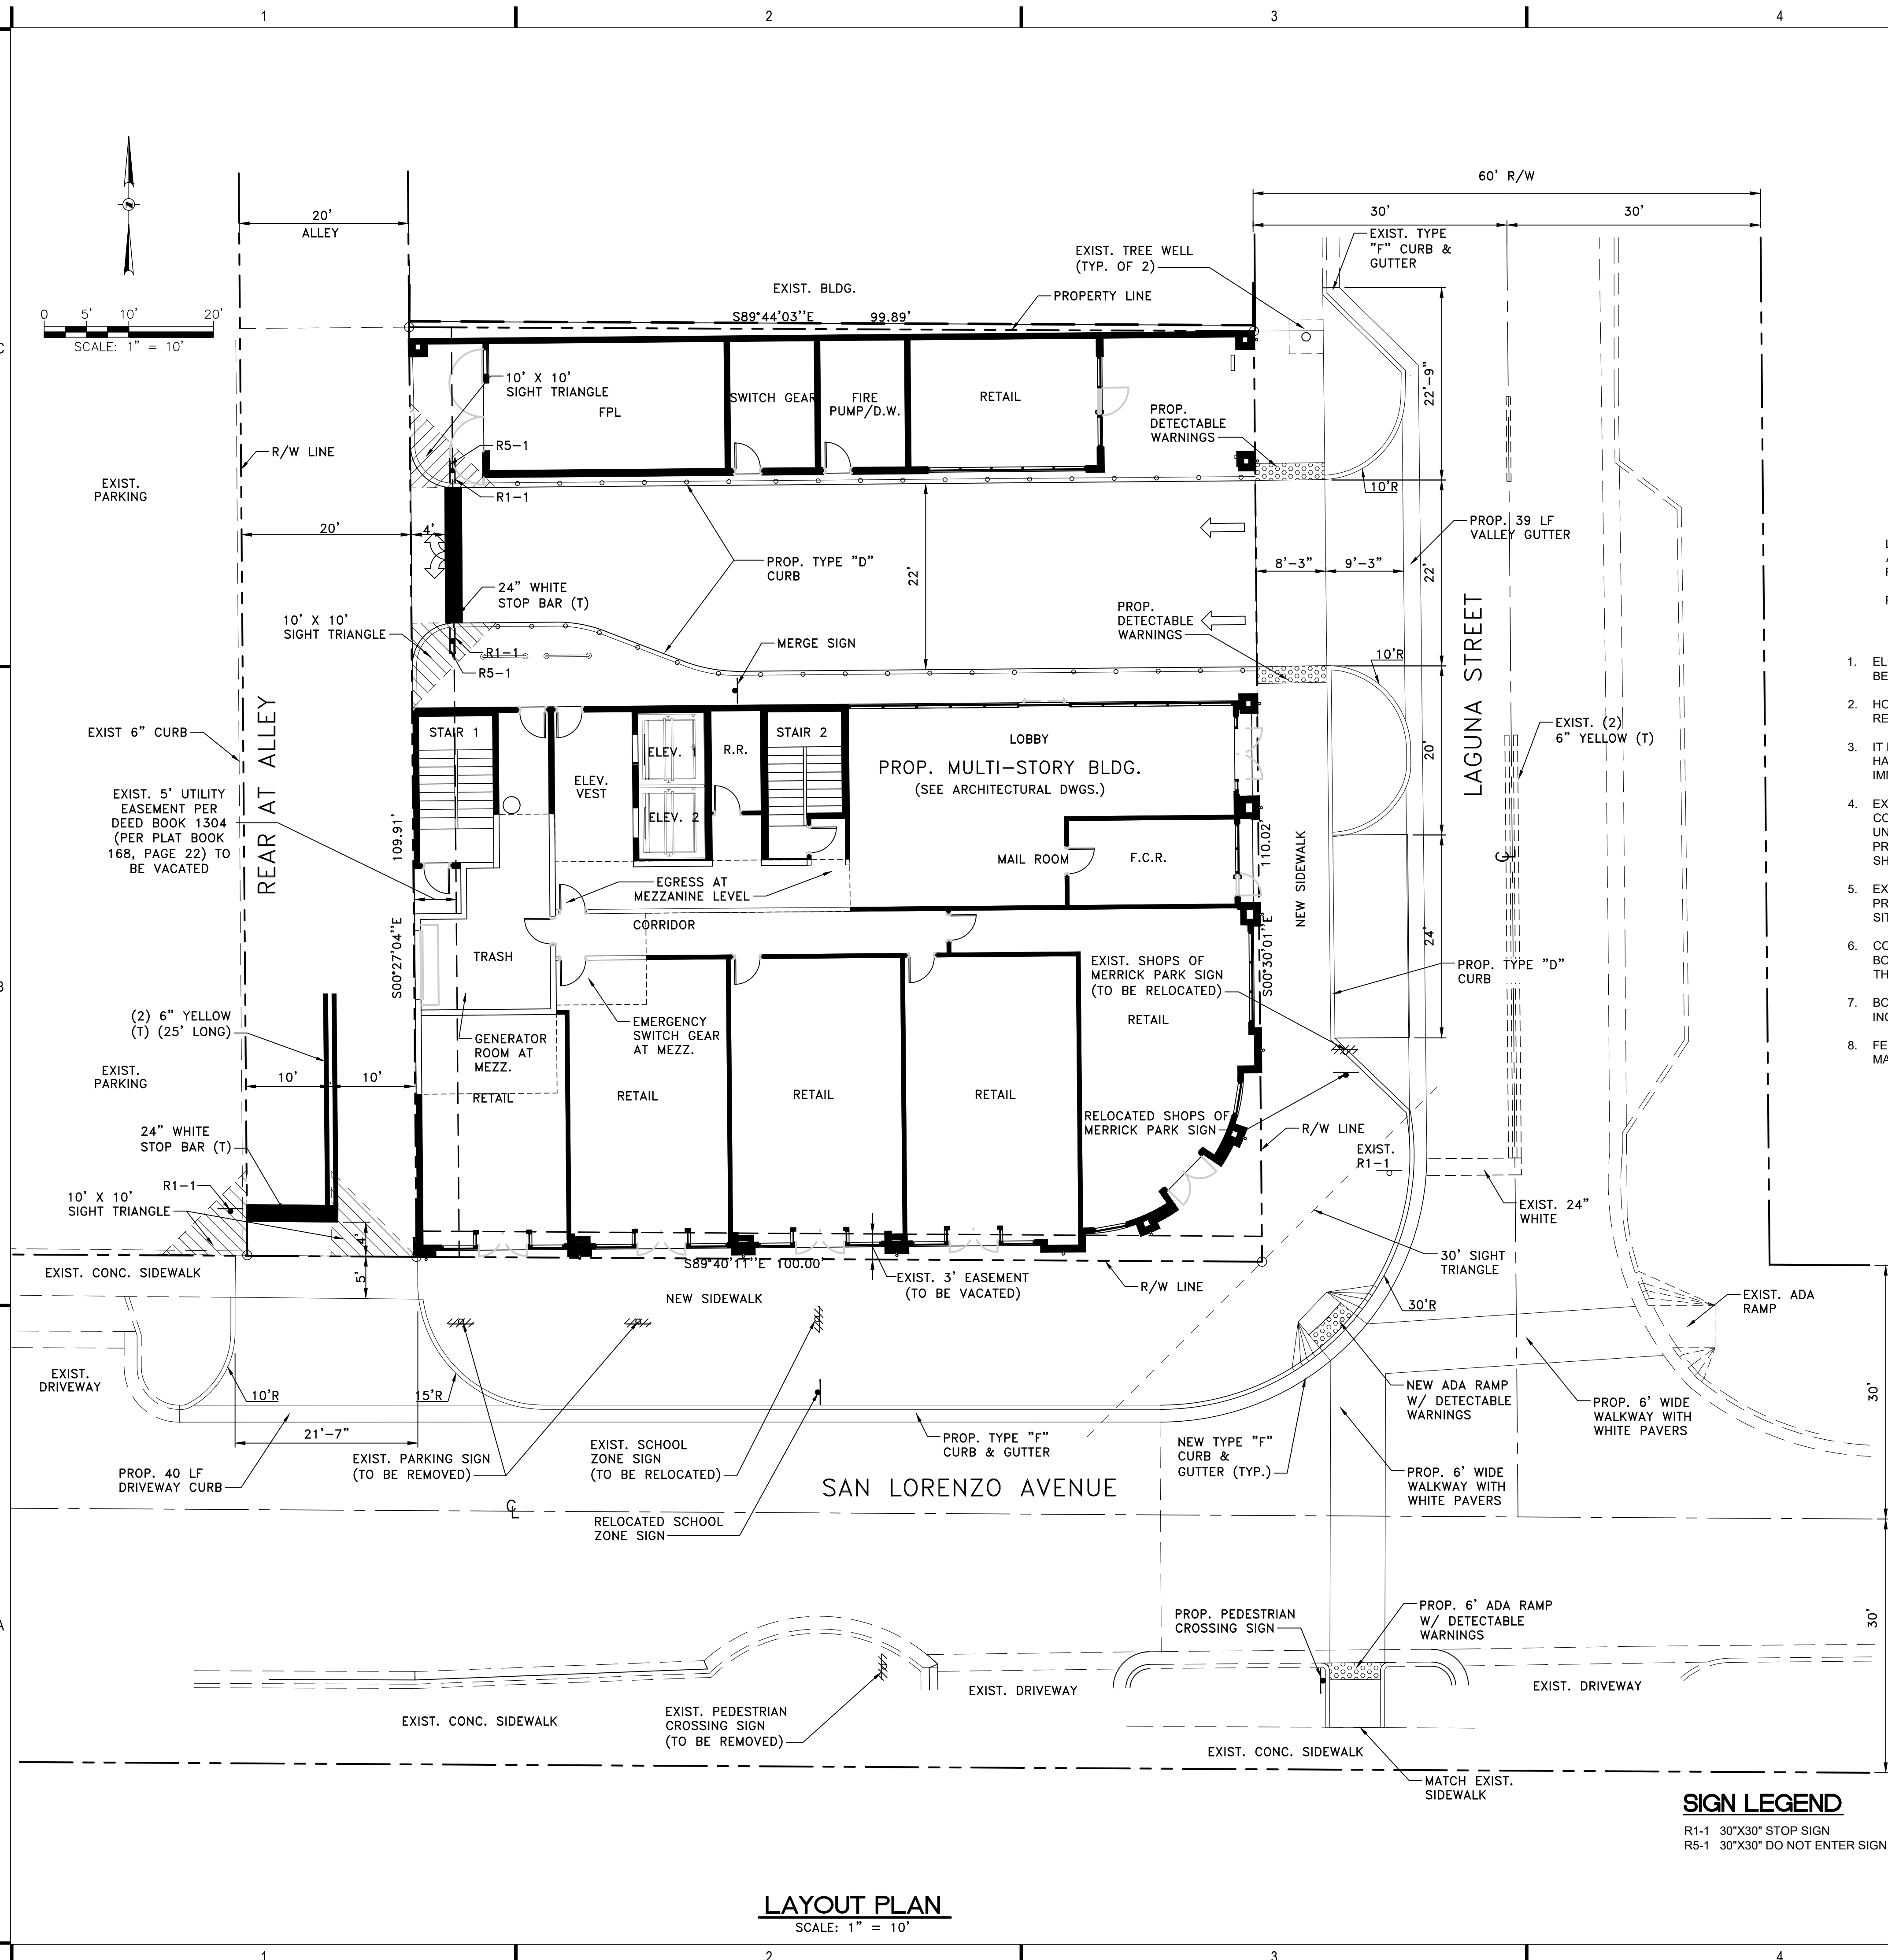 1
2
3
4
C
B
A
60' R/W
30'
30'
20'
ALLEY
0 5' 10' 20'
SCALE: 1" = 10'
EXIST. TYPE
"F" CURB &
GUTTER
EXIST. TREE WELL
(TYP. OF 2)
EXIST. BLDG.
PROPERTY LINE
S89°44'03''E 99.89'
22'-9"
10' X 10'
SIGHT TRIANGLE
FPL
SWITCH GEAR
FIRE
PUMP/D.W.
RETAIL
PROP.
DETECTABLE
WARNINGS
R/W LINE
R5-1
R1-1
EXIST.
PARKING
10'R
20'
4'
PROP. 39 LF
VALLEY GUTTER
PROP. TYPE "D"
CURB
22'
8'-3"
9'-3"
22'
24" WHITE
STOP BAR (T)
10' X 10'
SIGHT TRIANGLE
PROP.
DETECTABLE
WARNINGS
MERGE SIGN
R1-1
R5-1
10'R
LAGUNA STREET
REAR AT ALLEY
EXIST 6" CURB
STAIR 1
ELEV.
VEST
ELEV. 1
ELEV. 2
R.R.
STAIR 2
LOBBY
PROP. MULTI-STORY BLDG.
(SEE ARCHITECTURAL DWGS.)
EXIST. (2)
6" YELLOW (T)
20'
EXIST. 5' UTILITY
EASEMENT PER
DEED BOOK 1304
(PER PLAT BOOK
168, PAGE 22) TO
BE VACATED
109.91'
S00°27'04''E
110.02'
S00°30'01''E
MAIL ROOM
F.C.R.
NEW SIDEWALK
EGRESS AT
MEZZANINE LEVEL
CORRIDOR
TRASH
24'
EXIST. SHOPS OF
MERRICK PARK SIGN
(TO BE RELOCATED)
RETAIL
PROP. TYPE "D"
CURB
(2) 6" YELLOW
(T) (25' LONG)
GENERATOR
ROOM AT
MEZZ.
EMERGENCY
SWITCH GEAR
AT MEZZ.
EXIST.
PARKING
10'
10'
RETAIL
RETAIL
RETAIL
RETAIL
RELOCATED SHOPS OF
MERRICK PARK SIGN
R/W LINE
EXIST.
R1-1
24" WHITE
STOP BAR (T)
R1-1
10' X 10'
SIGHT TRIANGLE
4'
5'
EXIST. 24"
WHITE
30' SIGHT
TRIANGLE
S89°40'11''E 100.00'
EXIST. CONC. SIDEWALK
NEW SIDEWALK
EXIST. 3' EASEMENT
(TO BE VACATED)
R/W LINE
30'R
EXIST. ADA
RAMP
EXIST.
DRIVEWAY
10'R
15'R
21'-7"
NEW ADA RAMP
W/ DETECTABLE
WARNINGS
PROP. 6' WIDE
WALKWAY WITH
WHITE PAVERS
30'
EXIST. PARKING SIGN
(TO BE REMOVED)
EXIST. SCHOOL
ZONE SIGN
(TO BE RELOCATED)
PROP. TYPE "F"
CURB & GUTTER
NEW TYPE "F"
CURB &
GUTTER (TYP.)
PROP. 40 LF
DRIVEWAY CURB
PROP. 6' WIDE
WALKWAY WITH
WHITE PAVERS
SAN LORENZO AVENUE
RELOCATED SCHOOL
ZONE SIGN
30'
PROP. PEDESTRIAN
CROSSING SIGN
PROP. 6' ADA RAMP
W/ DETECTABLE
WARNINGS
EXIST. DRIVEWAY
EXIST. DRIVEWAY
EXIST. CONC. SIDEWALK
EXIST. PEDESTRIAN
CROSSING SIGN
(TO BE REMOVED)
EXIST. CONC. SIDEWALK
MATCH EXIST.
SIDEWALK
1.
2.
3.
4.
5.
6.
7.
8.
SIGN LEGEND
R1-1 30"X30" STOP SIGN
R5-1 30"X30" DO NOT ENTER SIGN
LAYOUT PLAN
SCALE: 1" = 10'
1
2
3
4